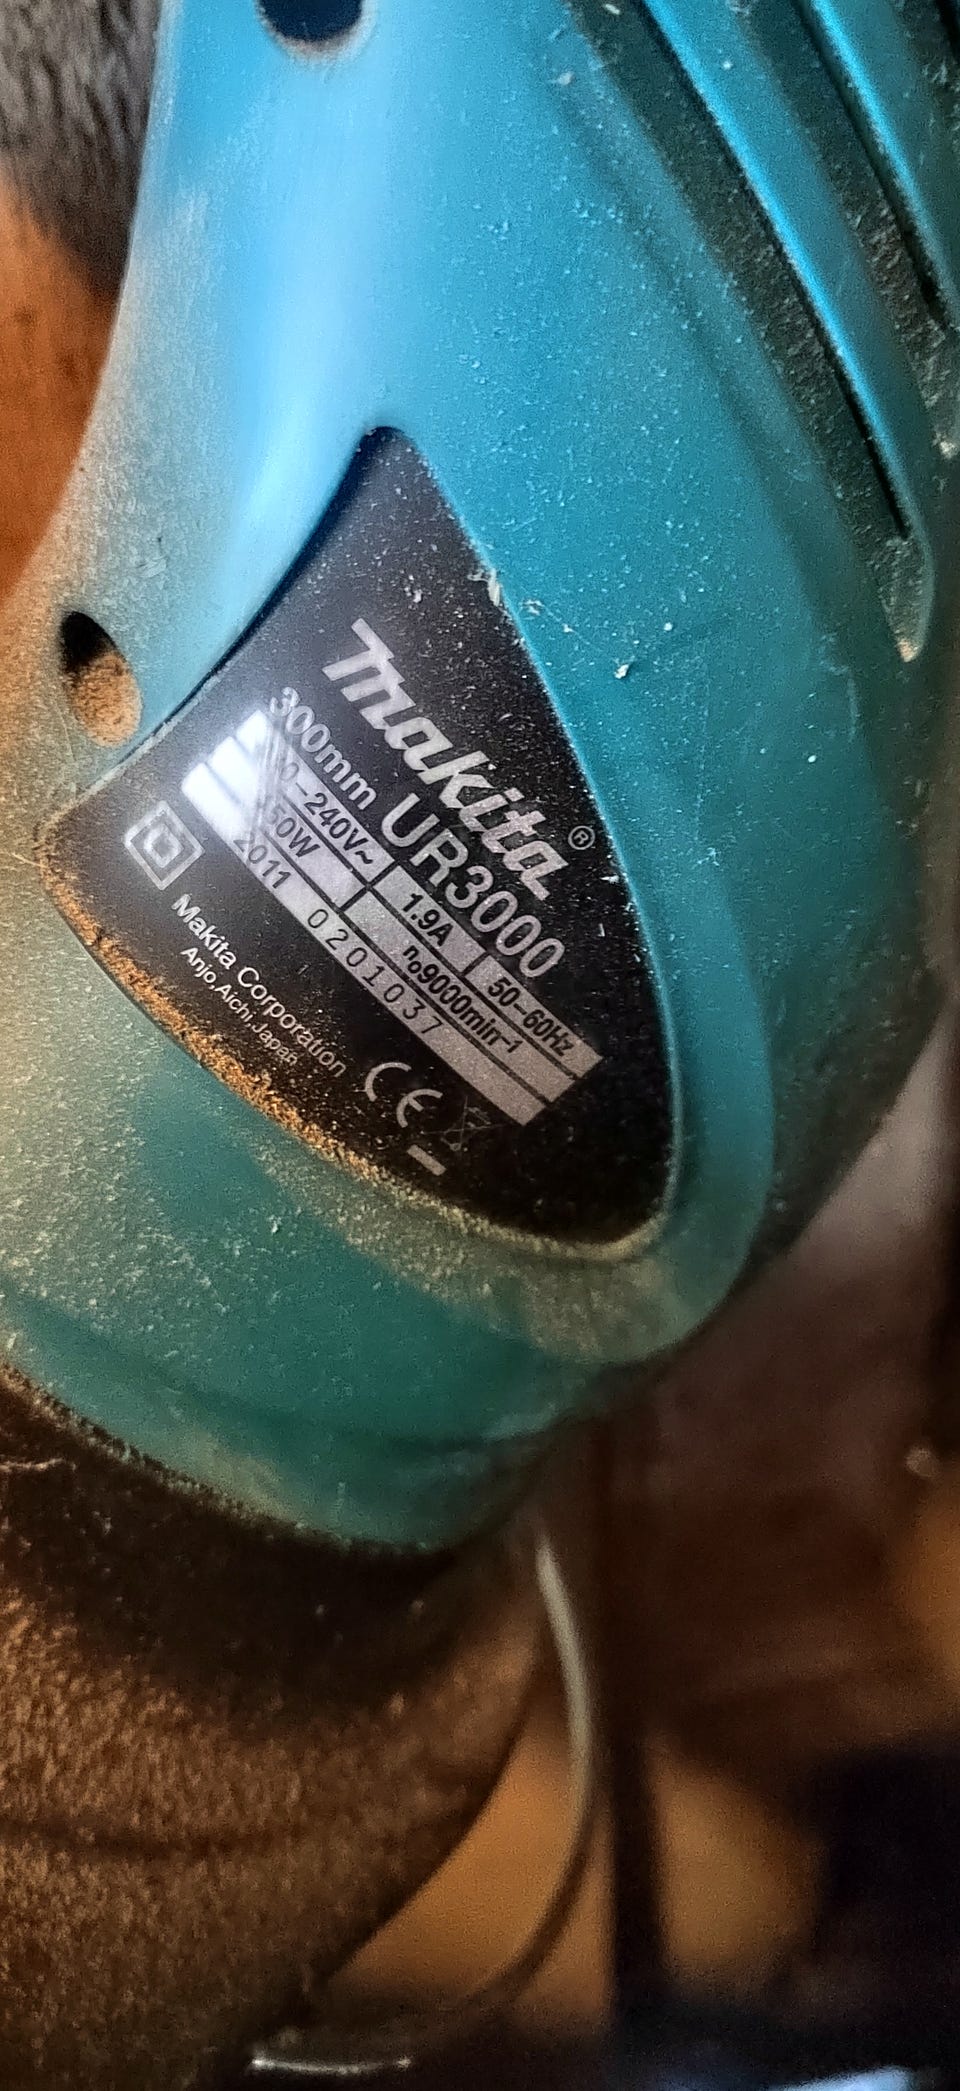 makita®
300mm UR3000
0-240V~ 1.9A 50-60Hz
50W n₀9000min⁻¹
2011 0201037
Makita Corporation
Anjo,Aichi,Japan
CE